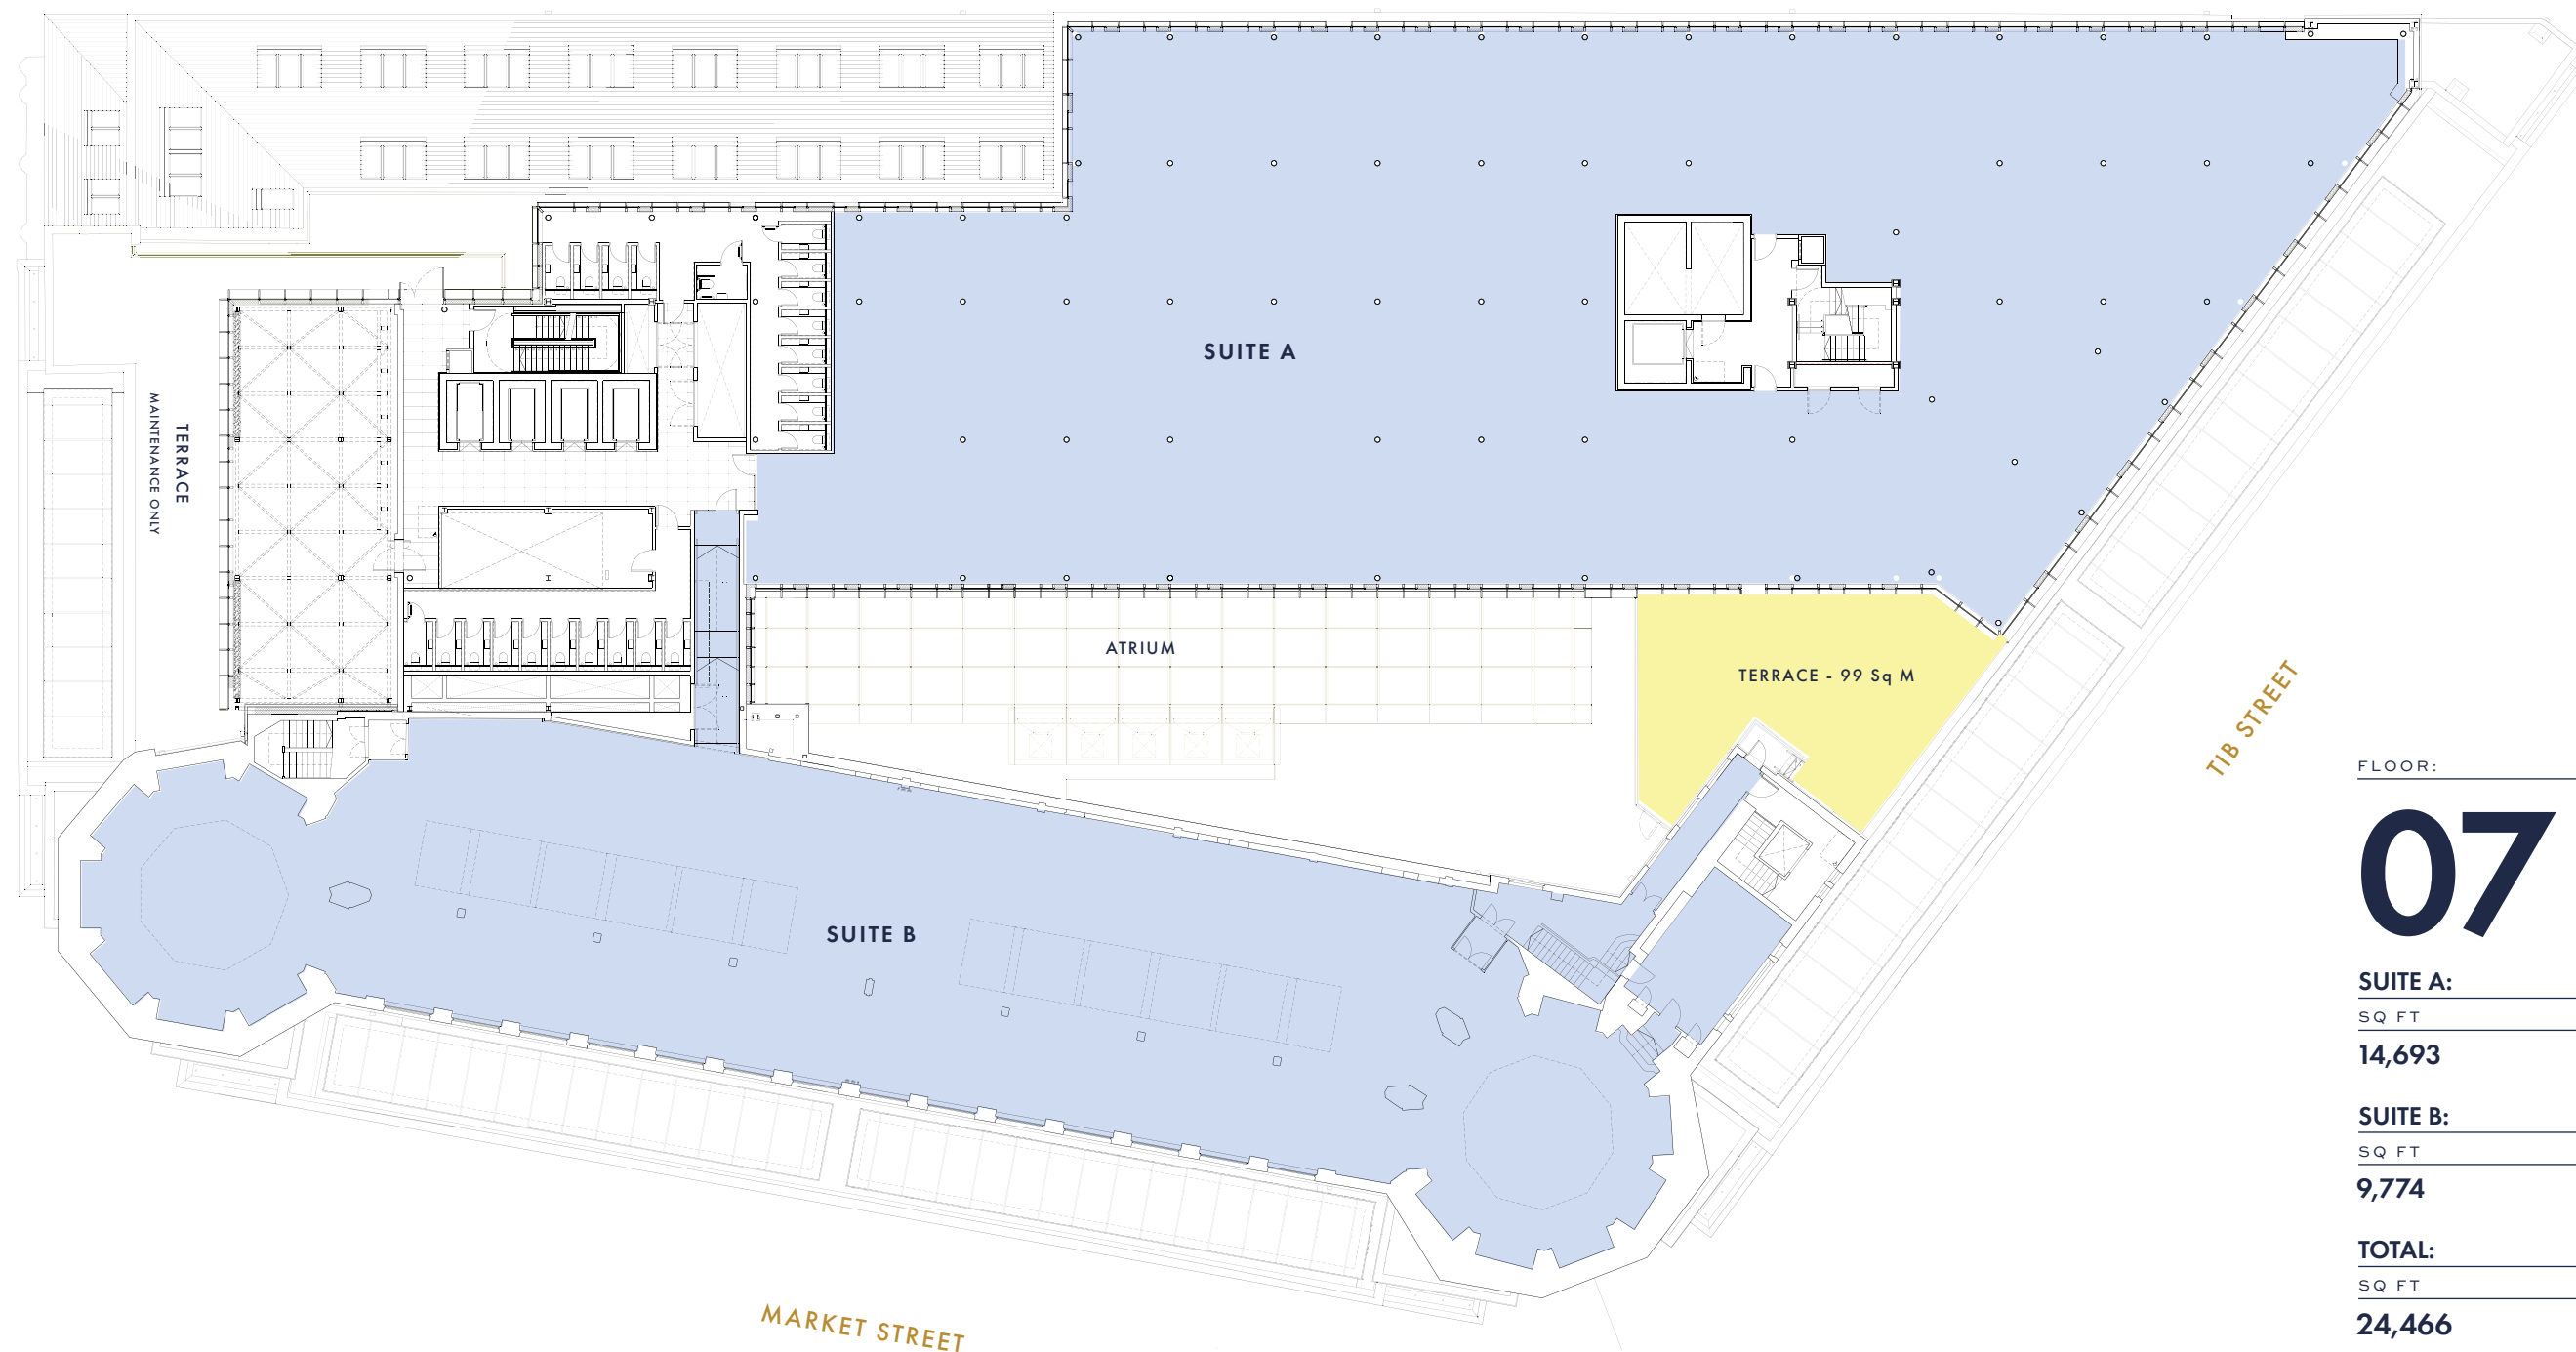 SUITE A
TERRACE
MAINTENANCE ONLY
ATRIUM
TERRACE - 99 Sq M
TIB STREET
SUITE B
MARKET STREET
FLOOR:
07
SUITE A:
SQ FT
14,693
SUITE B:
SQ FT
9,774
TOTAL:
SQ FT
24,466